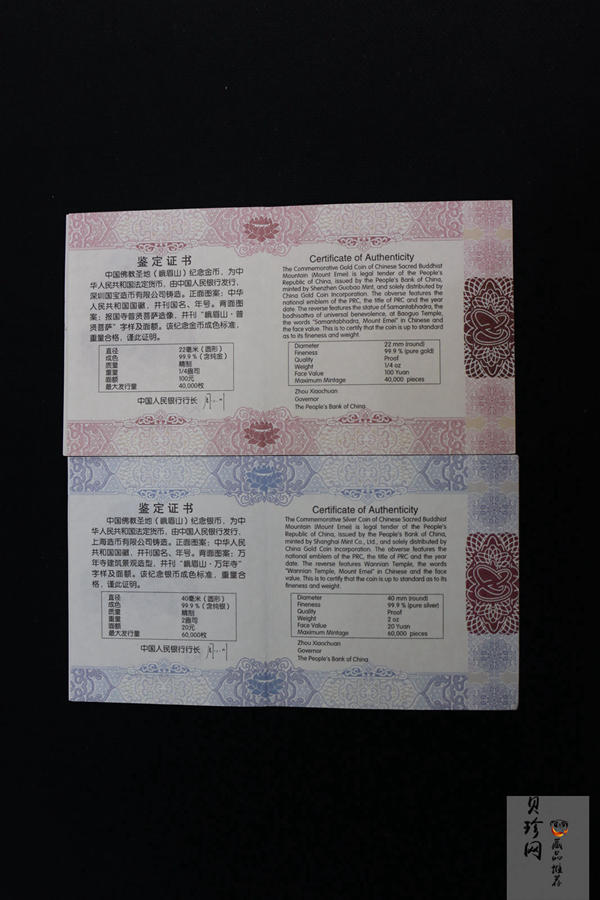 鉴定证书
中国佛教圣地（峨眉山）纪念金币，为中
华人民共和国法定货币，由中国人民银行发行，
深圳国宝造币有限公司铸造。正面图案：中华
人民共和国国徽，并刊国名、年号。背面图
案：报国寺普贤菩萨造像，并刊“峨眉山·普
贤菩萨”字样及面额。该纪念金币成色标准，
重量合格，谨此证明。
直径 22毫米（圆形）
成色 99.9％（含纯金）
质量 精制
重量 1/4盎司
面额 100元
最大发行量 40,000枚
中国人民银行行长
Certificate of Authenticity
The Commemorative Gold Coin of Chinese Sacred Buddhist
Mountain (Mount Emei) is legal tender of the People's
Republic of China, issued by the People's Bank of China,
minted by Shenzhen Guobao Mint, and solely distributed by
China Gold Coin Incorporation. The obverse features the
national emblem of the PRC, the title of PRC and the year
date. The reverse features the statue of Samantabhadra, the
bodhisattva of universal benevolence, at Baoguo Temple,
the words "Samantabhadra, Mount Emei" in Chinese and
the face value. This is to certify that the coin is up to standard
as to its fineness and weight.
Diameter 22 mm (round)
Fineness 99.9 % (pure gold)
Quality Proof
Weight 1/4 oz
Face Value 100 Yuan
Maximum Mintage 40,000 pieces
Zhou Xiaochuan
Governor
The People's Bank of China
鉴定证书
中国佛教圣地（峨眉山）纪念银币，为中
华人民共和国法定货币，由中国人民银行发行，
上海造币有限公司铸造。正面图案：中华人民
共和国国徽，并刊国名、年号。背面图案：万
年寺建筑景观造型，并刊“峨眉山·万年寺”
字样及面额。该纪念银币成色标准，重量合
格，谨此证明。
直径 40毫米（圆形）
成色 99.9％（含纯银）
质量 精制
重量 2盎司
面额 20元
最大发行量 60,000枚
中国人民银行行长
Certificate of Authenticity
The Commemorative Silver Coin of Chinese Sacred Buddhist
Mountain (Mount Emei) is legal tender of the People's
Republic of China, issued by the People's Bank of China,
minted by Shanghai Mint Co., Ltd., and solely distributed by
China Gold Coin Incorporation. The obverse features the
national emblem of the PRC, the title of PRC and the year
date. The reverse features Wannian Temple, the words
"Wannian Temple, Mount Emei" in Chinese and the face
value. This is to certify that the coin is up to standard as to its
fineness and weight.
Diameter 40 mm (round)
Fineness 99.9 % (pure silver)
Quality Proof
Weight 2 oz
Face Value 20 Yuan
Maximum Mintage 60,000 pieces
Zhou Xiaochuan
Governor
The People's Bank of China
贝珍网
藏品推荐